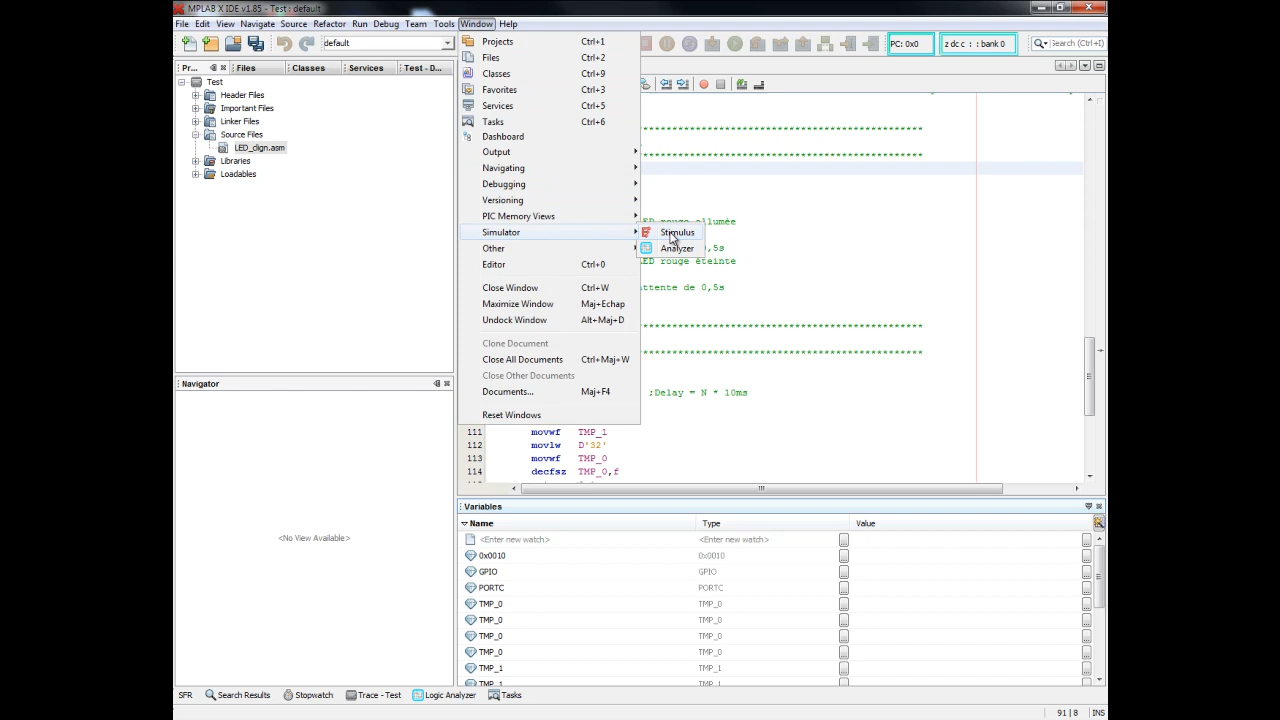 MPLAB X IDE v1.85 - Test : default
File Edit View Navigate Source Refactor Run Debug Team Tools Window Help
default
PC: 0x0
z dc c : : bank 0
Search (Ctrl+I)
Pr...
Files
Classes
Services
Test - D...
Test
Header Files
Important Files
Linker Files
Source Files
LED_dign.asm
Libraries
Loadables
Navigator
<No View Available>
Projects Ctrl+1
Files Ctrl+2
Classes Ctrl+9
Favorites Ctrl+3
Services Ctrl+5
Tasks Ctrl+6
Dashboard
Output
Navigating
Debugging
Versioning
PIC Memory Views
Simulator
Other
Editor Ctrl+0
Close Window Ctrl+W
Maximize Window Maj+Echap
Undock Window Alt+Maj+D
Clone Document
Close All Documents Ctrl+Maj+W
Close Other Documents
Documents... Maj+F4
Reset Windows
Stimulus
Analyzer
ED rouge allumée
0,5s
ED rouge éteinte
ttente de 0,5s
;Delay = N * 10ms
111 movwf TMP_1
112 movlw D'32'
113 movwf TMP_0
114 decfsz TMP_0,f
Variables
Name Type Value
<Enter new watch> <Enter new watch>
0x0010 0x0010
GPIO GPIO
PORTC PORTC
TMP_0 TMP_0
TMP_0 TMP_0
TMP_0 TMP_0
TMP_0 TMP_0
TMP_1 TMP_1
TMP_1 TMP_1
SFR Search Results Stopwatch Trace - Test Logic Analyzer Tasks
91 | 8 INS